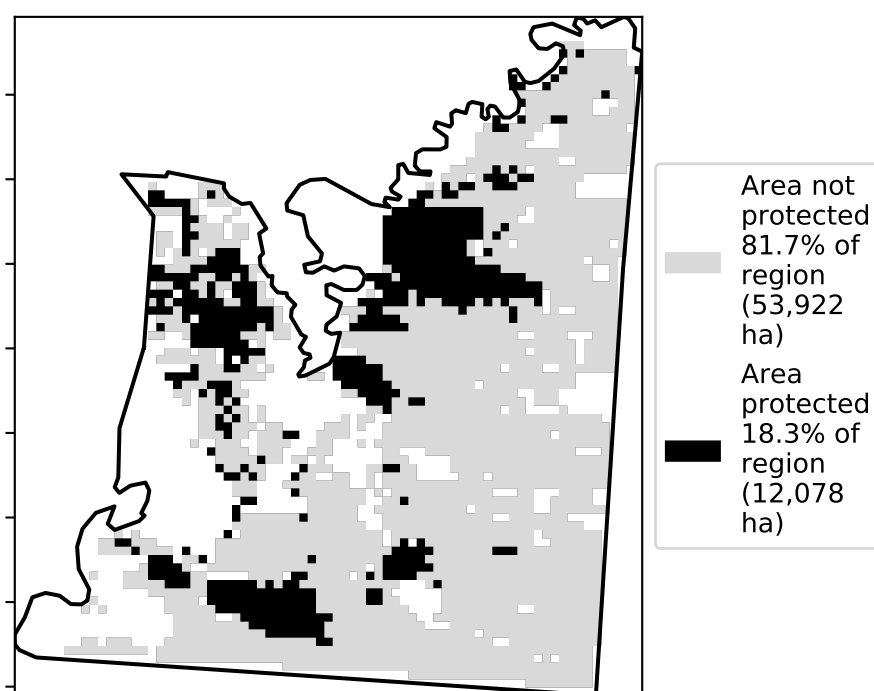 Area not
protected
81.7% of
region
(53,922
ha)
Area
protected
18.3% of
region
(12,078
ha)